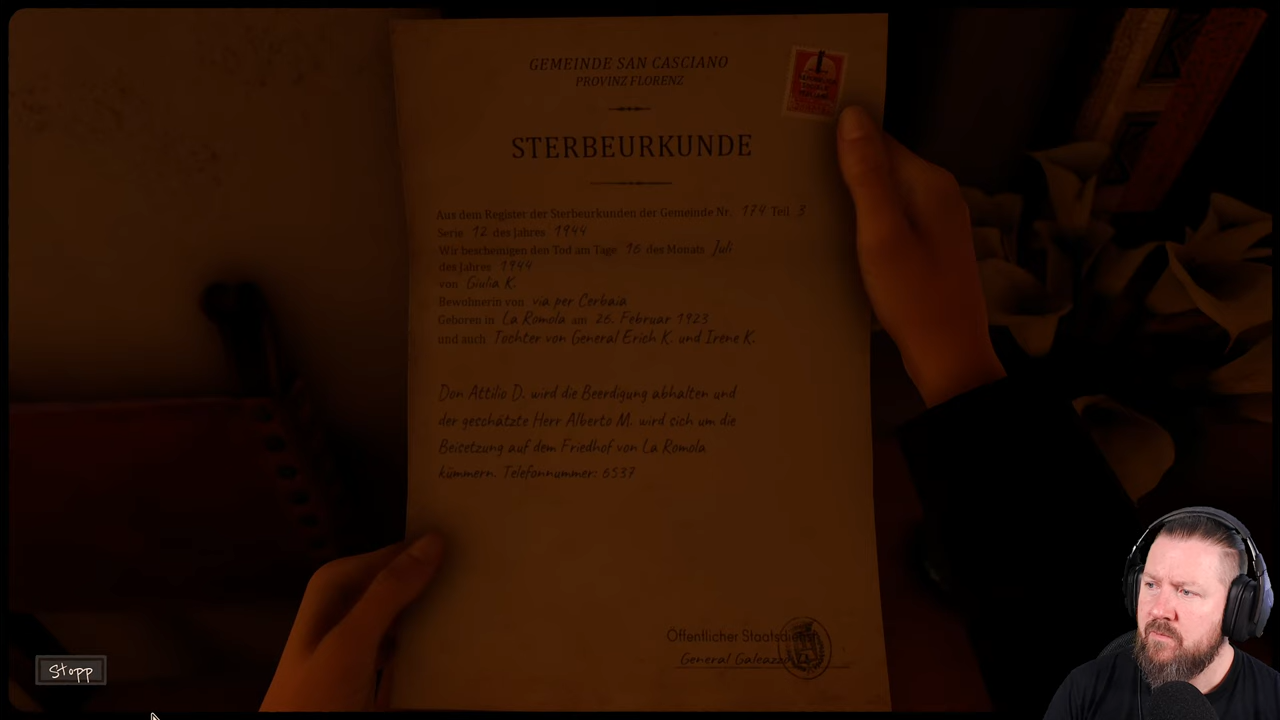 GEMEINDE SAN CASCIANO
PROVINZ FLORENZ
STERBEURKUNDE
Aus dem Register der Sterbeurkunden der Gemeinde Nr. 174 Teil 3
Serie 12 des Jahres 1944
Wir bescheinigen den Tod am Tage 16 des Monats Juli
des Jahres 1944
von Giulia K.
Bewohnerin von via per Cerbaia
Geboren in La Romola am 26. Februar 1923
und auch Tochter von General Erich K. und Irene K.
Don Attilio D. wird die Beerdigung abhalten und
der geschätzte Herr Alberto M. wird sich um die
Beisetzung auf dem Friedhof von La Romola
kümmern. Telefonnummer: 6537
Öffentlicher Staatsdienst
General Galeazzo
Stopp